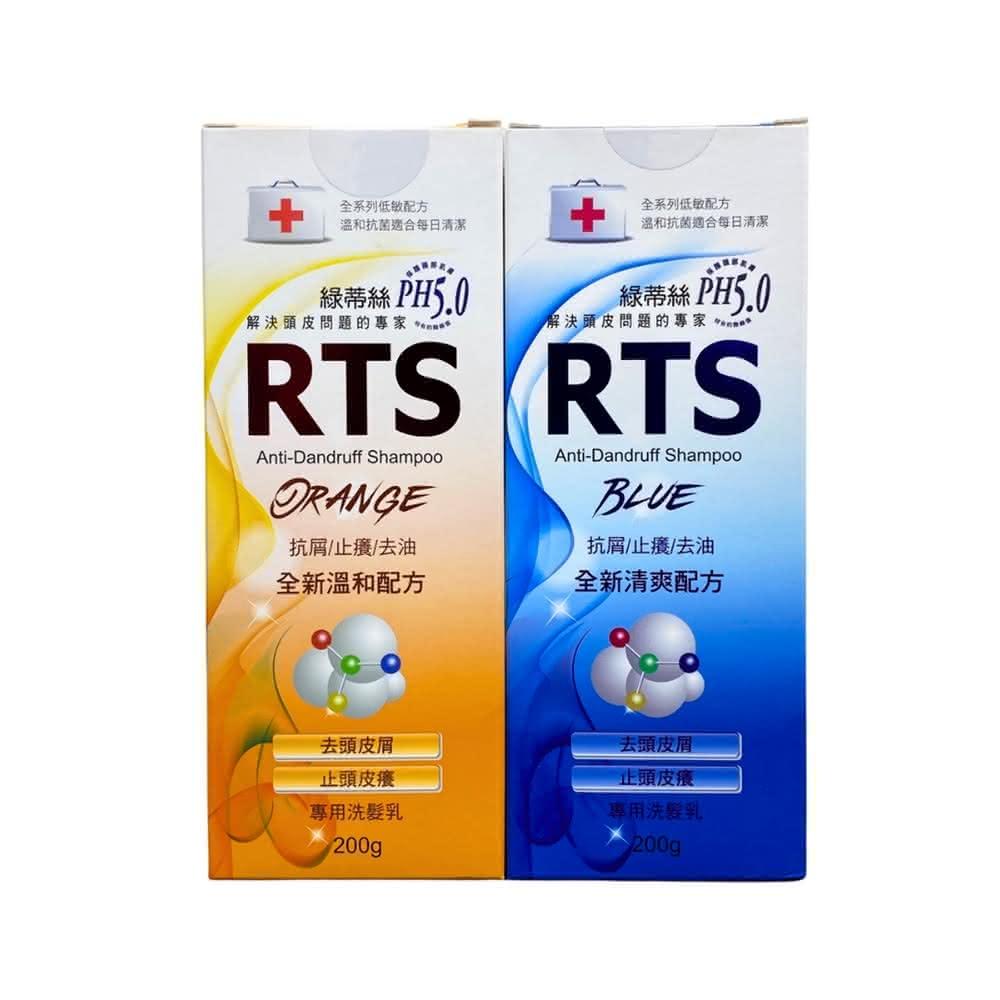 全系列低敏配方
溫和抗菌適合每日清潔
綠蒂絲 PH5.0
解決頭皮問題的專家
RTS
Anti-Dandruff Shampoo
ORANGE
抗屑/止癢/去油
全新溫和配方
去頭皮屑
止頭皮癢
專用洗髮乳
200g
全系列低敏配方
溫和抗菌適合每日清潔
綠蒂絲 PH5.0
解決頭皮問題的專家
RTS
Anti-Dandruff Shampoo
BLUE
抗屑/止癢/去油
全新清爽配方
去頭皮屑
止頭皮癢
專用洗髮乳
200g